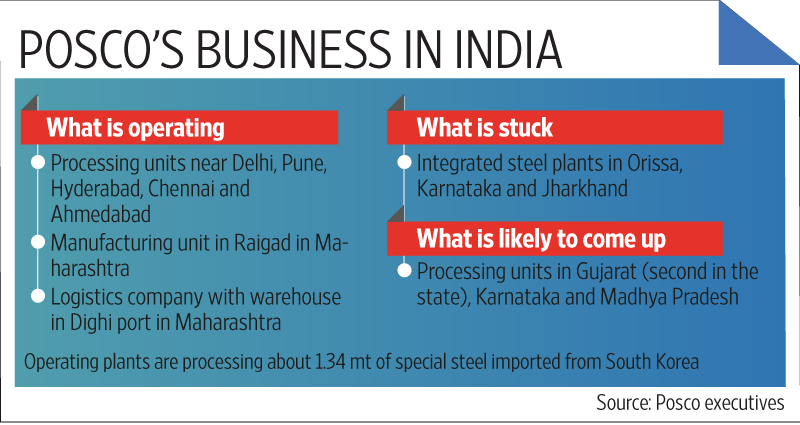 POSCO'S BUSINESS IN INDIA
What is operating
Processing units near Delhi, Pune,
Hyderabad, Chennai and
Ahmedabad
Manufacturing unit in Raigad in Ma-
harashtra
Logistics company with warehouse
in Dighi port in Maharashtra
What is stuck
Integrated steel plants in Orissa,
Karnataka and Jharkhand
What is likely to come up
Processing units in Gujarat (second in the
state), Karnataka and Madhya Pradesh
Operating plants are processing about 1.34 mt of special steel imported from South Korea
Source: Posco executives